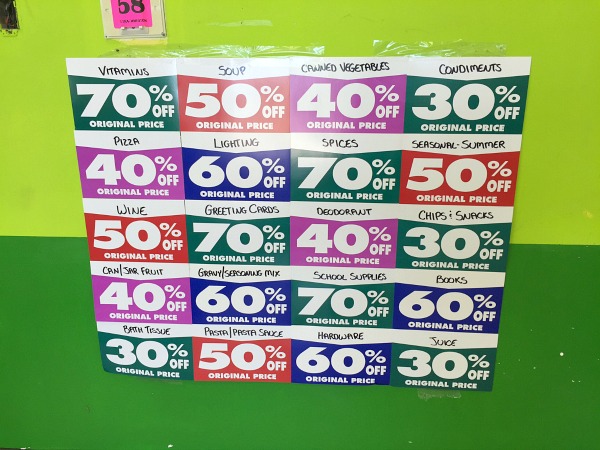 58
VITAMINS
70% OFF
ORIGINAL PRICE
SOUP
50% OFF
ORIGINAL PRICE
CANNED VEGETABLES
40% OFF
ORIGINAL PRICE
CONDIMENTS
30% OFF
ORIGINAL PRICE
PIZZA
40% OFF
ORIGINAL PRICE
LIGHTING
60% OFF
ORIGINAL PRICE
SPICES
70% OFF
ORIGINAL PRICE
SEASONAL-SUMMER
50% OFF
ORIGINAL PRICE
WINE
50% OFF
ORIGINAL PRICE
GREETING CARDS
70% OFF
ORIGINAL PRICE
DEODORANT
40% OFF
ORIGINAL PRICE
CHIPS & SNACKS
30% OFF
ORIGINAL PRICE
CAN/JAR FRUIT
40% OFF
ORIGINAL PRICE
GRAVY/SEASONING MIX
60% OFF
ORIGINAL PRICE
SCHOOL SUPPLIES
70% OFF
ORIGINAL PRICE
BOOKS
60% OFF
ORIGINAL PRICE
BATH TISSUE
30% OFF
ORIGINAL PRICE
PASTA/PASTA SAUCE
50% OFF
ORIGINAL PRICE
HARDWARE
60% OFF
ORIGINAL PRICE
JUICE
30% OFF
ORIGINAL PRICE